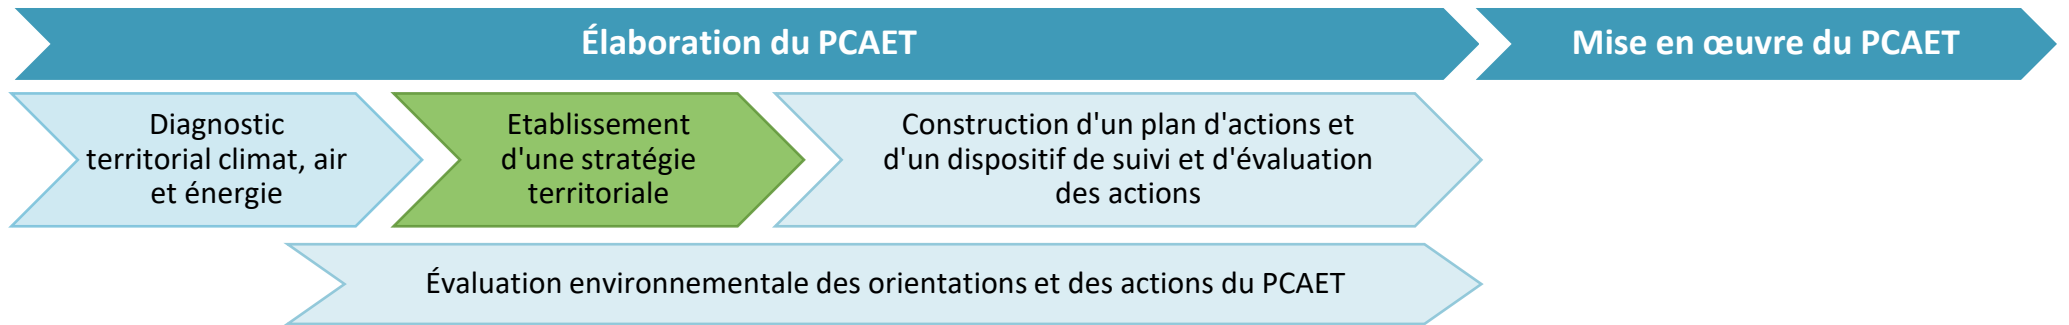 Élaboration du PCAET
Mise en œuvre du PCAET
Diagnostic
territorial climat, air
et énergie
Etablissement
d'une stratégie
territoriale
Construction d'un plan d'actions et
d'un dispositif de suivi et d'évaluation
des actions
Évaluation environnementale des orientations et des actions du PCAET